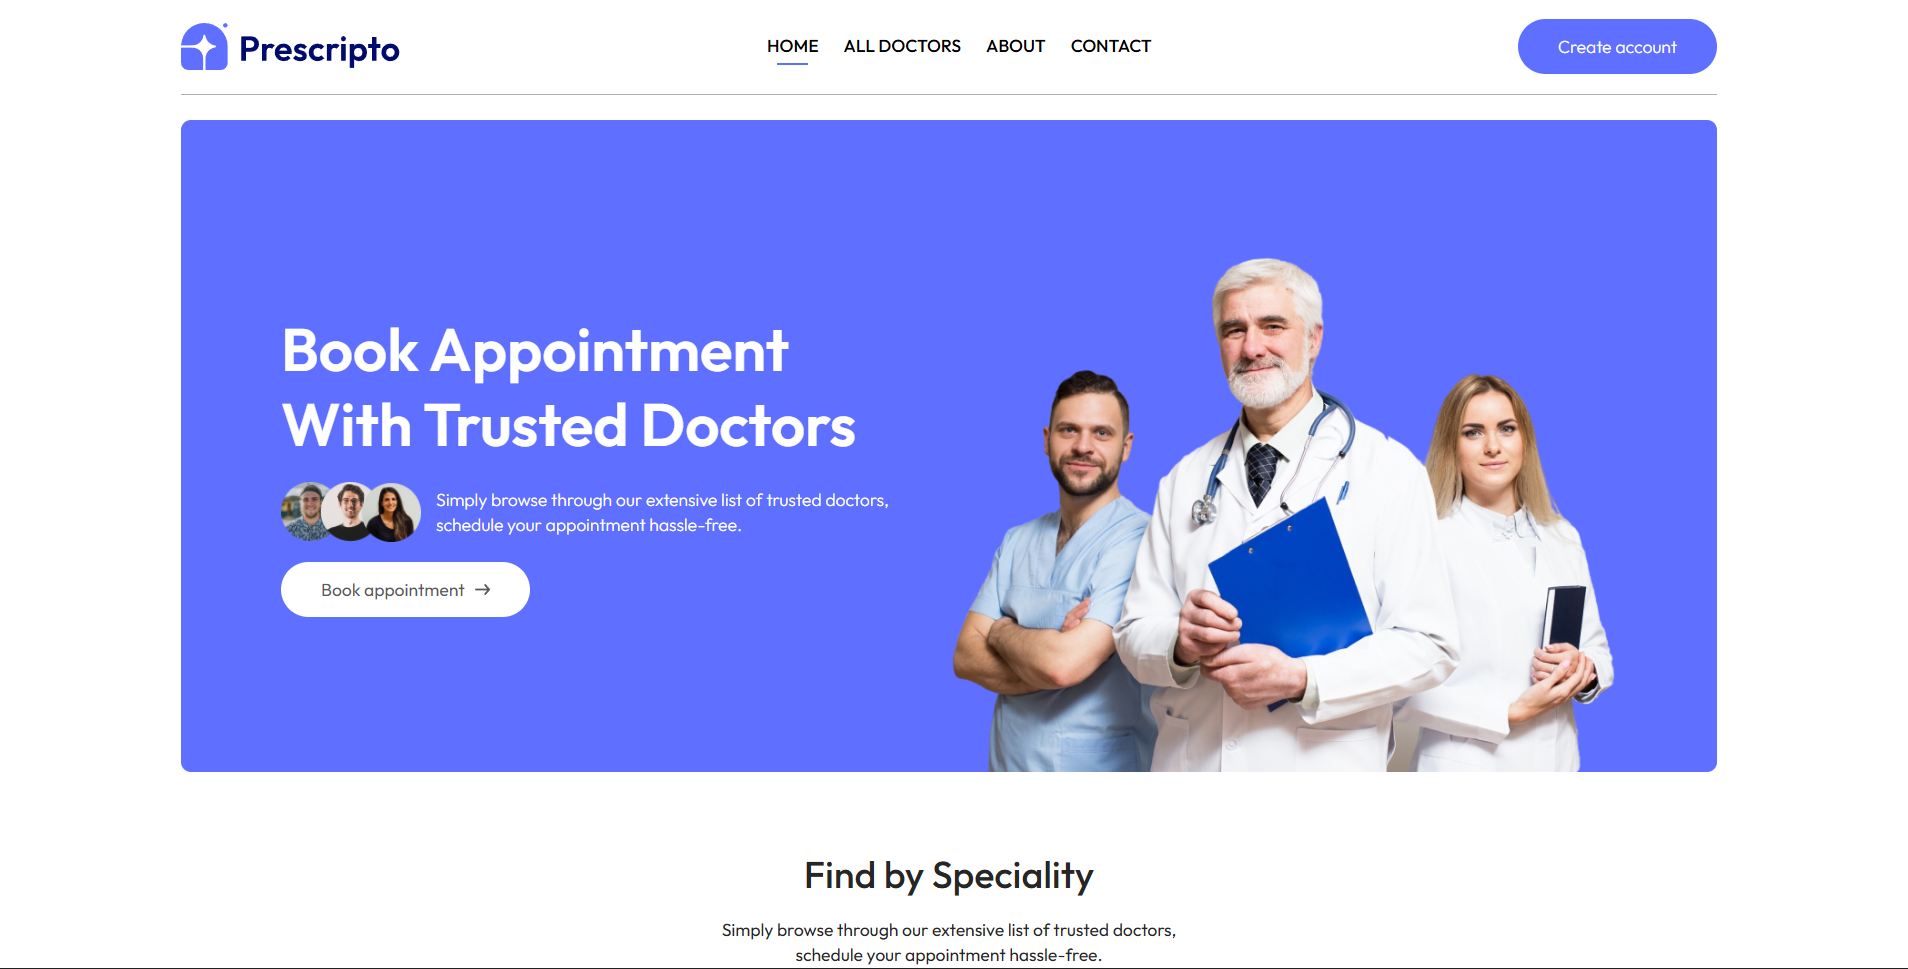 Prescripto
HOME
ALL DOCTORS
ABOUT
CONTACT
Create account
Book Appointment
With Trusted Doctors
Simply browse through our extensive list of trusted doctors,
schedule your appointment hassle-free.
Book appointment →
Find by Speciality
Simply browse through our extensive list of trusted doctors,
schedule your appointment hassle-free.